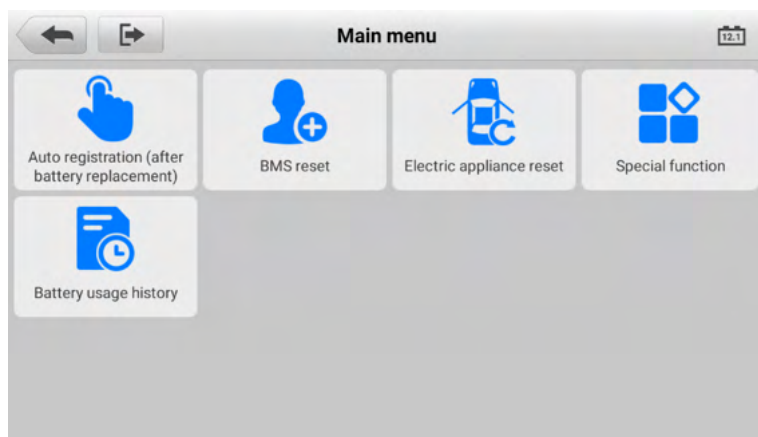 Main menu
12.1
Auto registration (after
battery replacement)
BMS reset
Electric appliance reset
Special function
Battery usage history